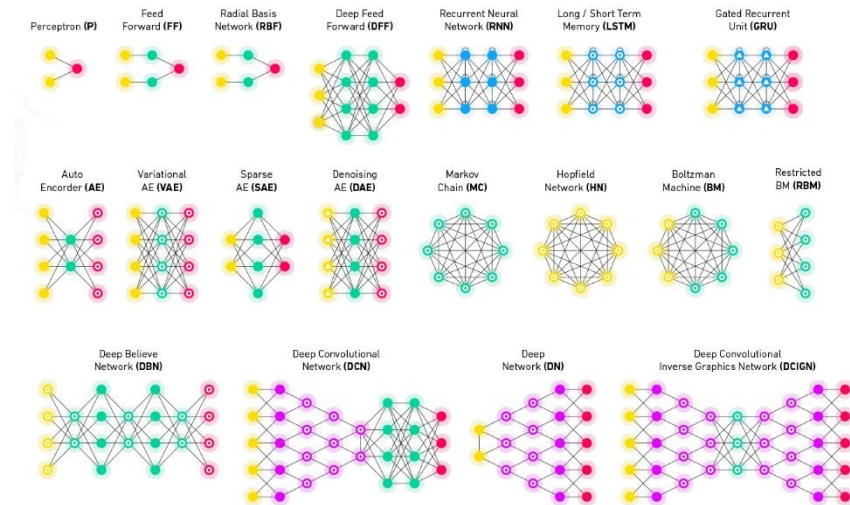 Perceptron (P)
Feed
Forward (FF)
Radial Basis
Network (RBF)
Deep Feed
Forward (DFF)
Recurrent Neural
Network (RNN)
Long / Short Term
Memory (LSTM)
Gated Recurrent
Unit (GRU)
Auto
Encorder (AE)
Variational
AE (VAE)
Sparse
AE (SAE)
Denoising
AE (DAE)
Markov
Chain (MC)
Hopfield
Network (HN)
Boltzman
Machine (BM)
Restricted
BM (RBM)
Deep Believe
Network (DBN)
Deep Convolutional
Network (DCN)
Deep
Network (DN)
Deep Convolutional
Inverse Graphics Network (DCIGN)